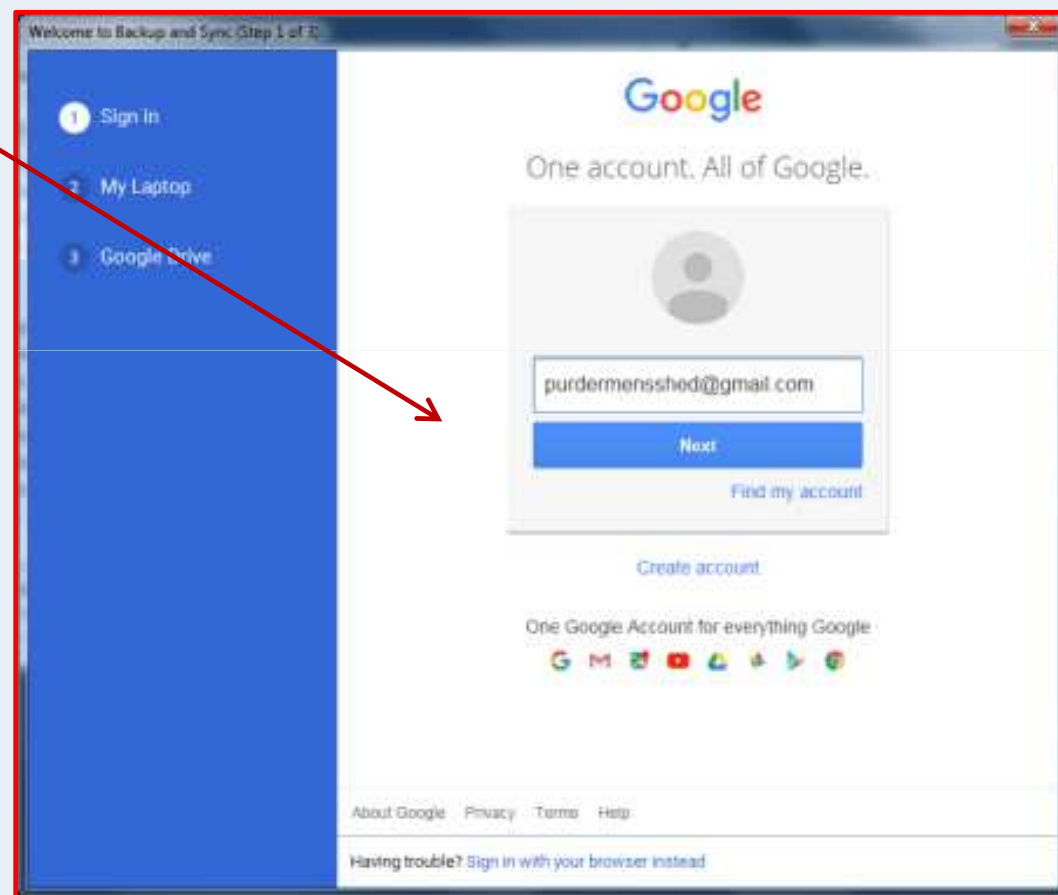 Welcome to Backup and Sync (Step 1 of 3)
1 Sign in
2 My Laptop
3 Google Drive
Google
One account. All of Google.
purdermensshed@gmail.com
Next
Find my account
Create account
One Google Account for everything Google
About Google Privacy Terms Help
Having trouble? Sign in with your browser instead